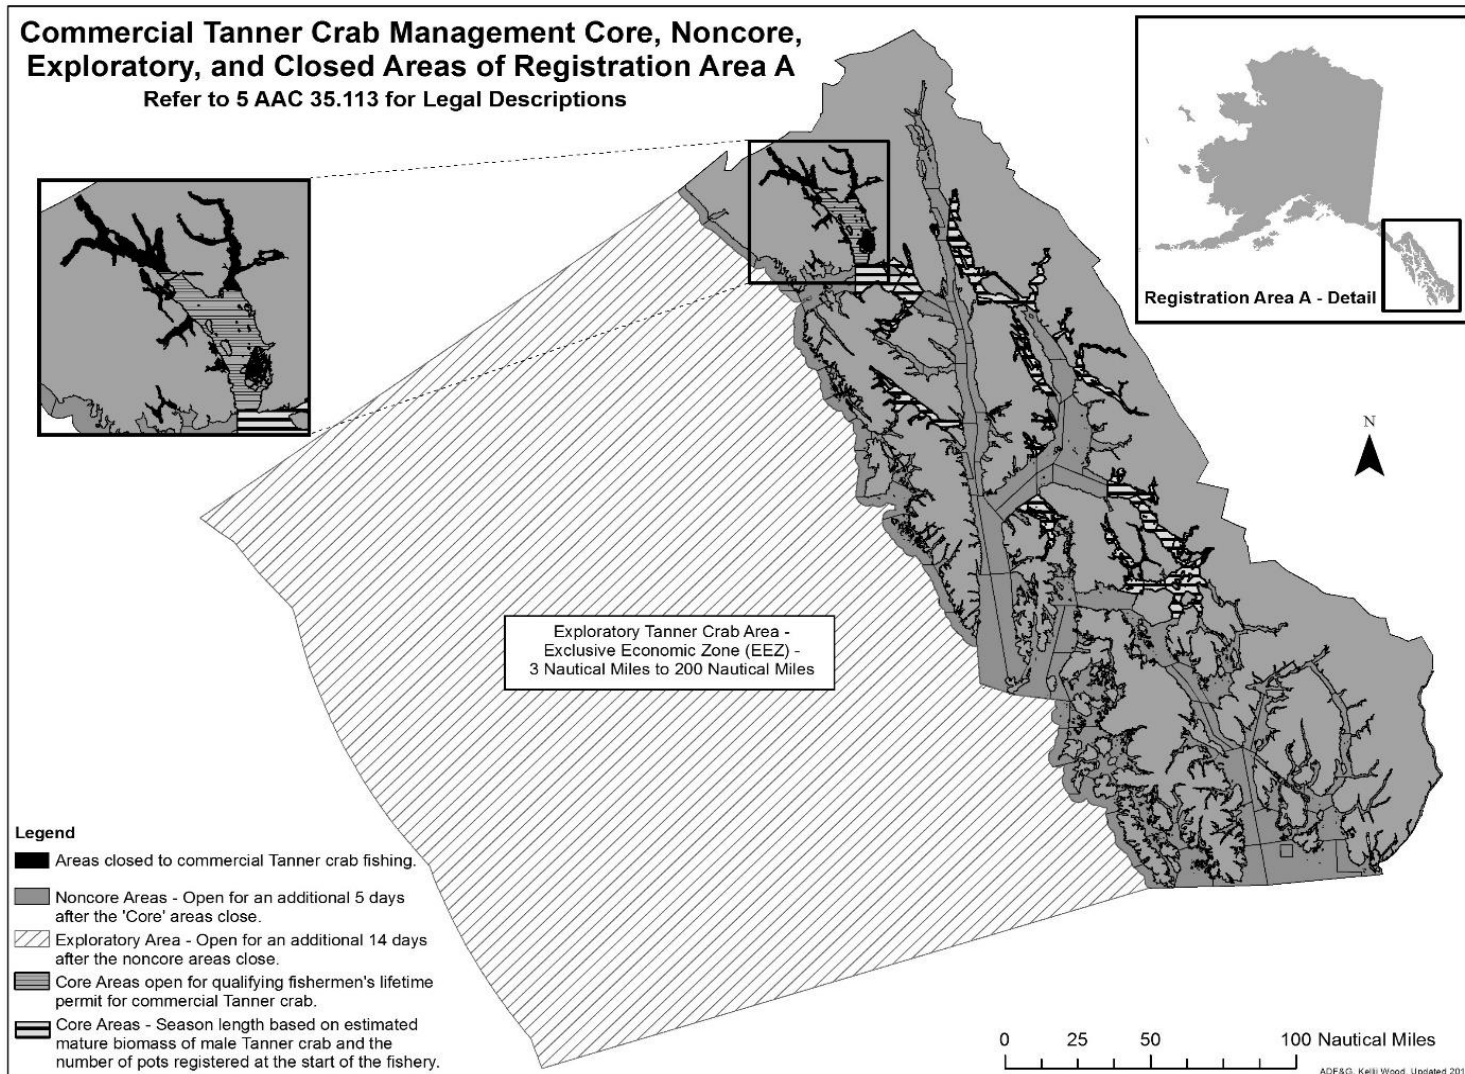 Commercial Tanner Crab Management Core, Noncore,
Exploratory, and Closed Areas of Registration Area A
Refer to 5 AAC 35.113 for Legal Descriptions
Registration Area A - Detail
N
Exploratory Tanner Crab Area -
Exclusive Economic Zone (EEZ) -
3 Nautical Miles to 200 Nautical Miles
Legend
Areas closed to commercial Tanner crab fishing.
Noncore Areas - Open for an additional 5 days
after the 'Core' areas close.
Exploratory Area - Open for an additional 14 days
after the noncore areas close.
Core Areas open for qualifying fishermen's lifetime
permit for commercial Tanner crab.
Core Areas - Season length based on estimated
mature biomass of male Tanner crab and the
number of pots registered at the start of the fishery.
0 25 50 100 Nautical Miles
ADF&G, Kelli Wood, Updated